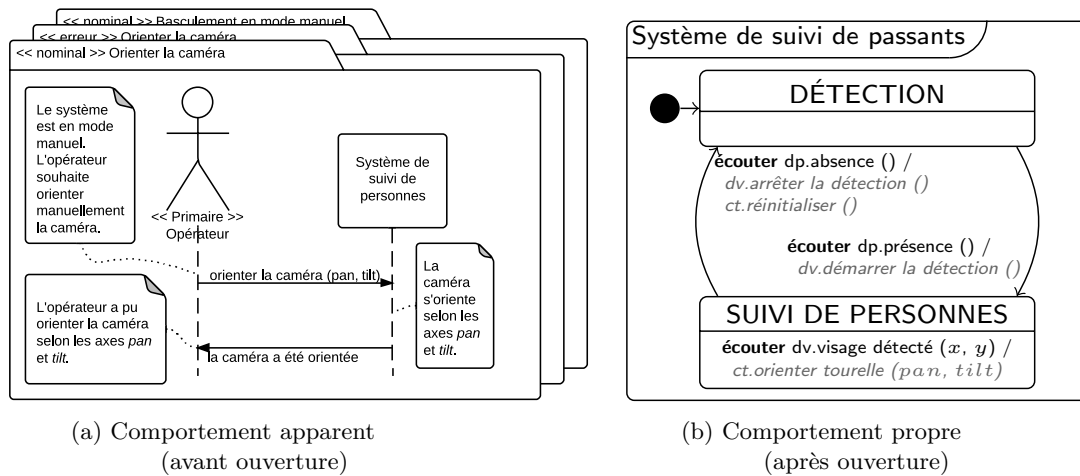 << nominal >> Basculement en mode manuel
<< erreur >> Orienter la caméra
<< nominal >> Orienter la caméra
Le système
est en mode
manuel.
L'opérateur
souhaite
orienter
manuellement
la caméra.
<< Primaire >>
Opérateur
Système de
suivi de
personnes
orienter la caméra (pan, tilt)
La
caméra
s'oriente
selon les
axes pan
et tilt.
L'opérateur a pu
orienter la caméra
selon les axes pan
et tilt.
la caméra a été orientée
(a) Comportement apparent
(avant ouverture)
Système de suivi de passants
DÉTECTION
écouter dp.absence () /
dv.arrêter la détection ()
ct.réinitialiser ()
écouter dp.présence () /
dv.démarrer la détection ()
SUIVI DE PERSONNES
écouter dv.visage détecté (x, y) /
ct.orienter tourelle (pan, tilt)
(b) Comportement propre
(après ouverture)